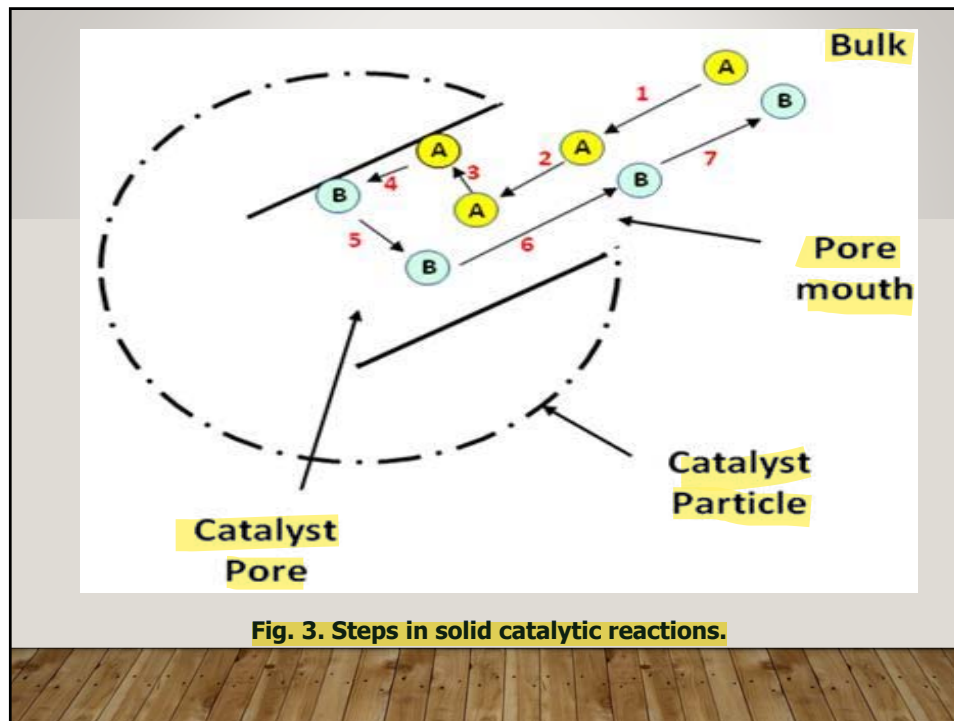 Bulk
A
1
B
A
2
7
A
3
B
4
B
A
5
6
B
Pore
mouth
Catalyst
Particle
Catalyst
Pore
Fig. 3. Steps in solid catalytic reactions.